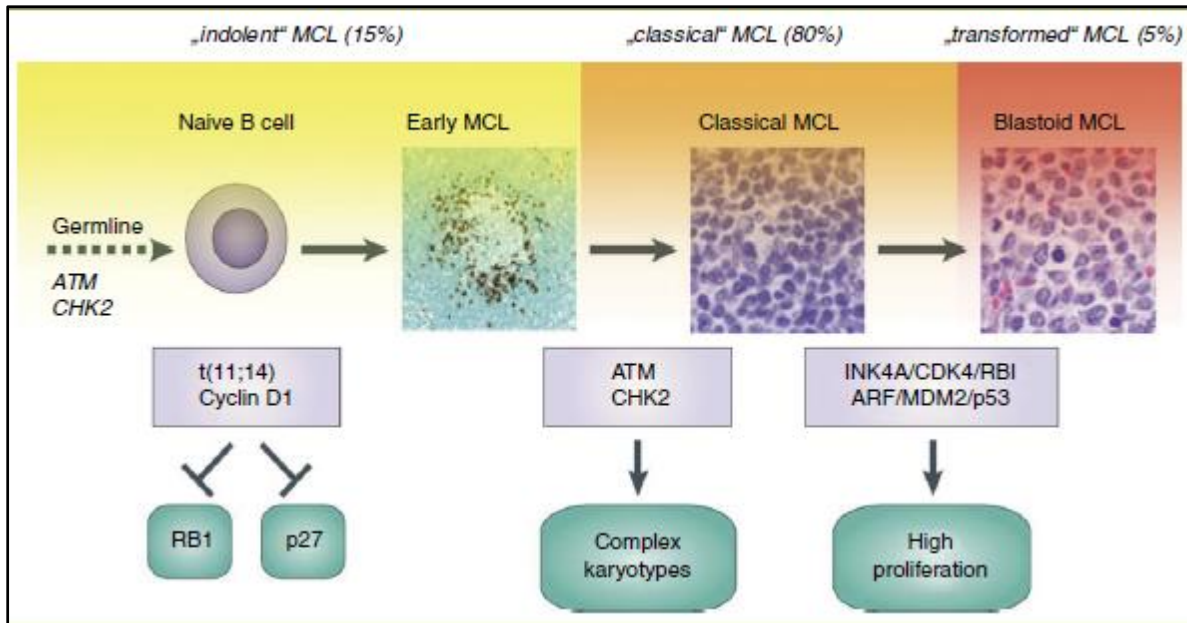 „indolent“ MCL (15%)
„classical“ MCL (80%)
„transformed“ MCL (5%)
Naive B cell
Early MCL
Classical MCL
Blastoid MCL
Germline
ATM
CHK2
t(11;14)
Cyclin D1
ATM
CHK2
INK4A/CDK4/RBI
ARF/MDM2/p53
RB1
p27
Complex
karyotypes
High
proliferation